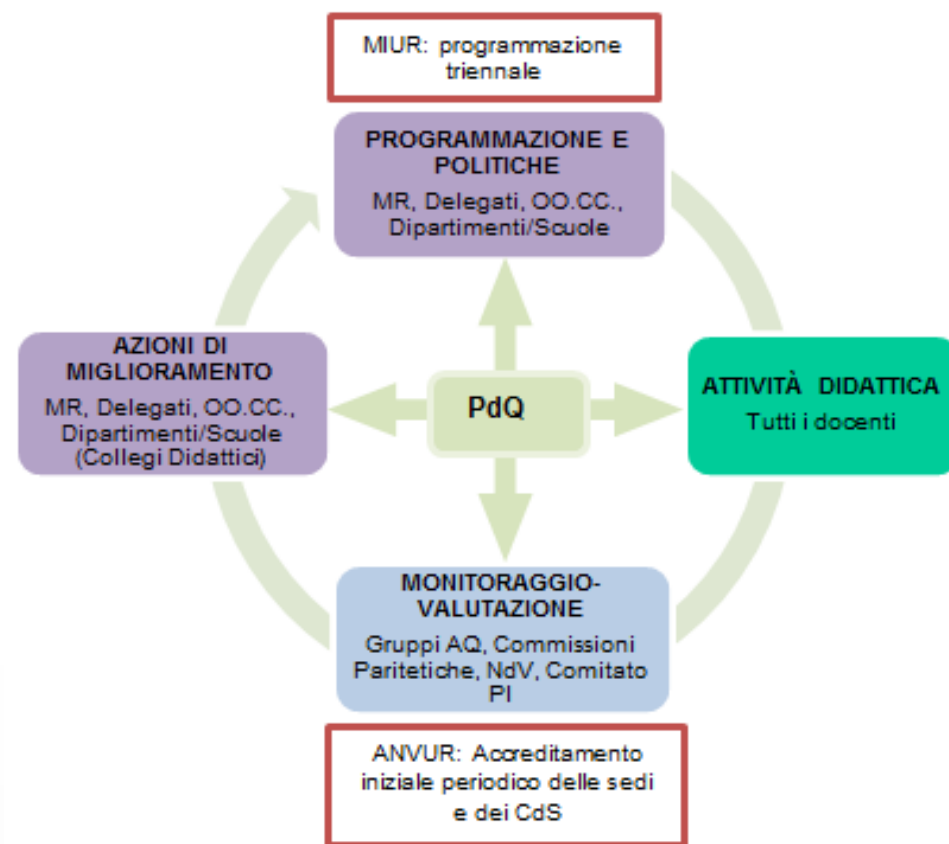 MIUR: programmazione
triennale
PROGRAMMAZIONE E
POLITICHE
MR, Delegati, OO.CC.,
Dipartimenti/Scuole
AZIONI DI
MIGLIORAMENTO
MR, Delegati, OO.CC.,
Dipartimenti/Scuole
(Collegi Didattici)
PdQ
ATTIVITÀ DIDATTICA
Tutti i docenti
MONITORAGGIO-
VALUTAZIONE
Gruppi AQ, Commissioni
Paritetiche, NdV, Comitato
PI
ANVUR: Accreditamento
iniziale periodico delle sedi
e dei CdS